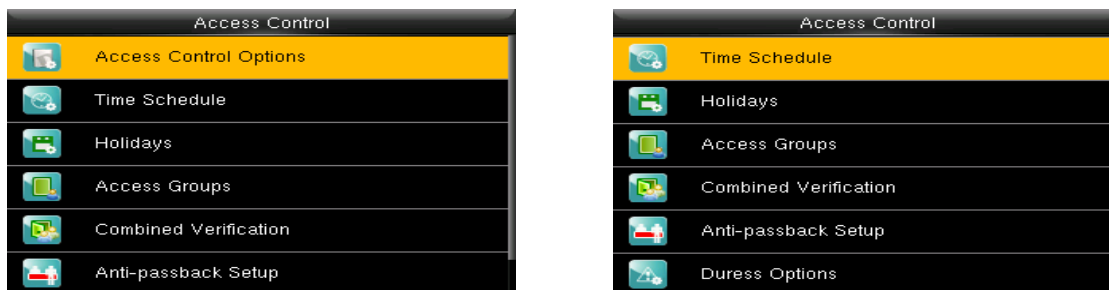 Access Control
Access Control Options
Time Schedule
Holidays
Access Groups
Combined Verification
Anti-passback Setup
Access Control
Time Schedule
Holidays
Access Groups
Combined Verification
Anti-passback Setup
Duress Options